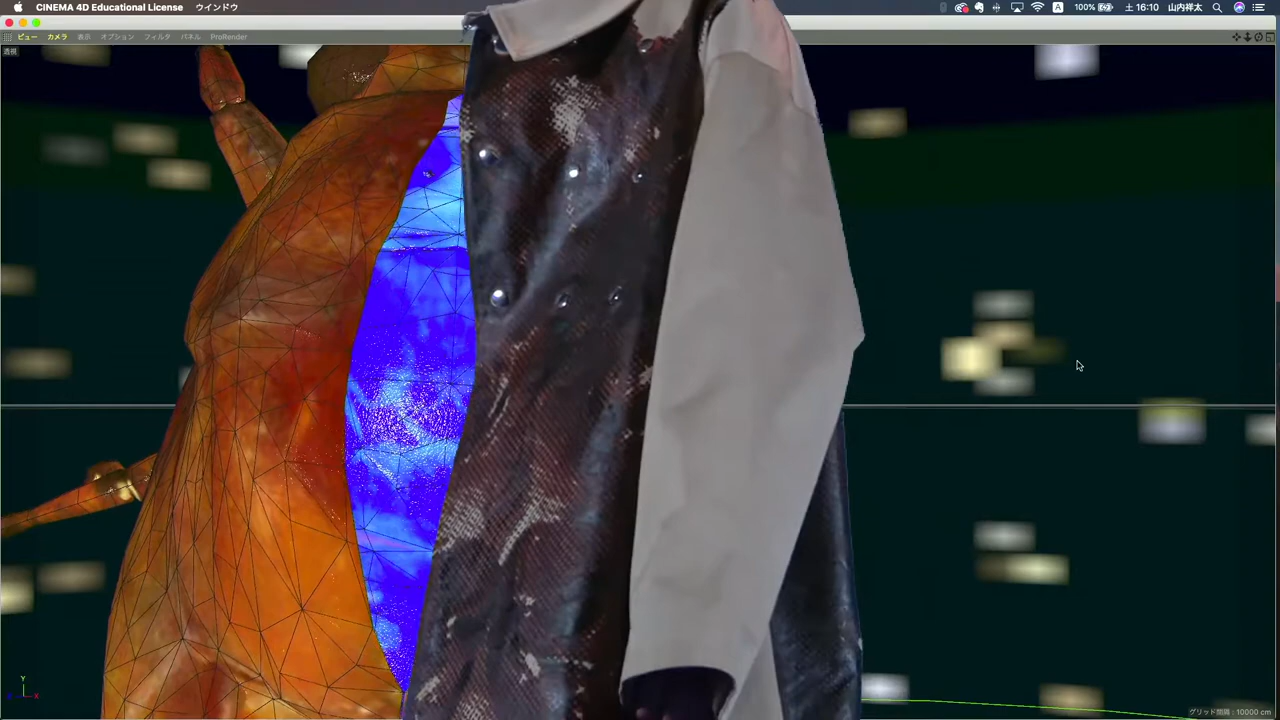 CINEMA 4D Educational License ウインドウ 100% 土16:10 山内祥太
ビュー カメラ 表示 オプション フィルタ パネル ProRender
透視
Y
X
グリッド間隔 : 10000 cm